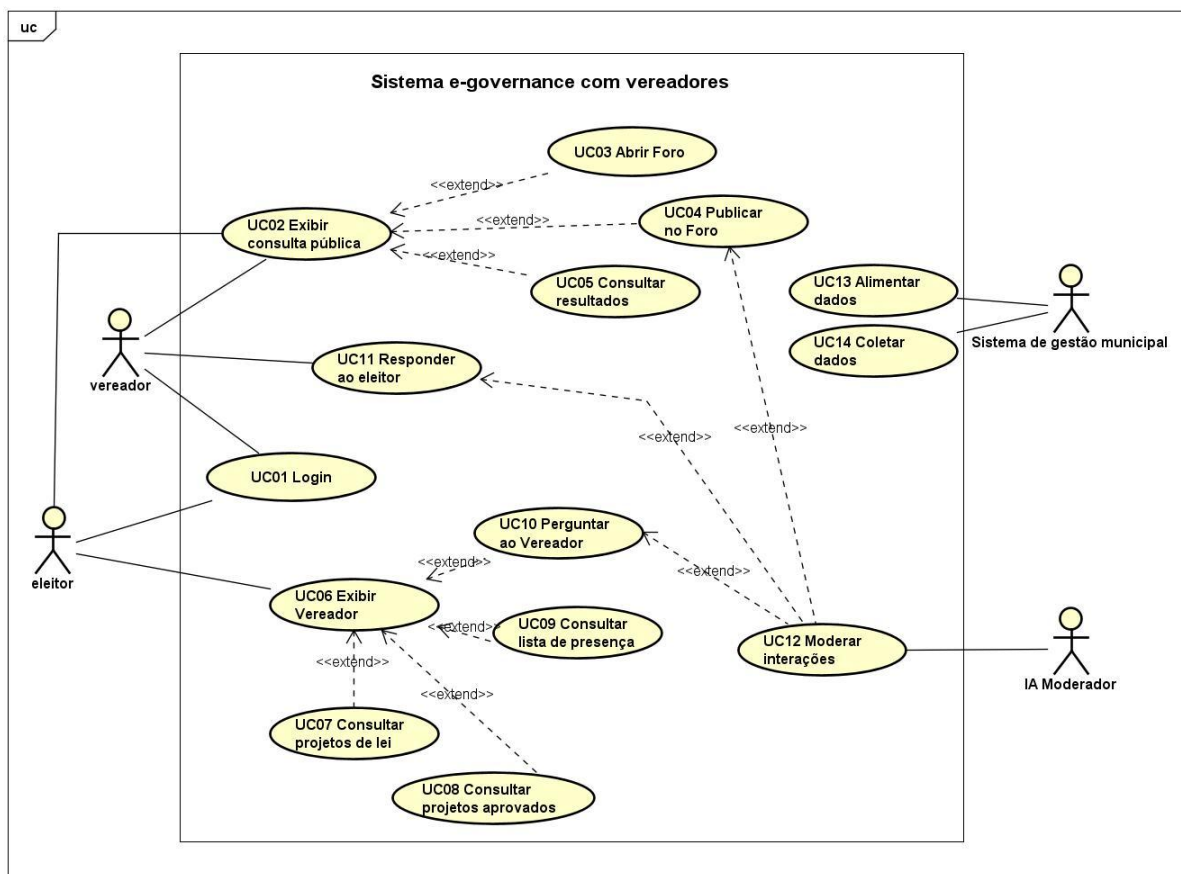 uc
Sistema e-governance com vereadores
UC03 Abrir Foro
<<extend>>
UC04 Publicar
no Foro
<<extend>>
UC02 Exibir
consulta pública
<<extend>>
UC05 Consultar
resultados
UC13 Alimentar
dados
UC14 Coletar
dados
Sistema de gestão municipal
vereador
UC11 Responder
ao eleitor
<<extend>>
<<extend>>
UC01 Login
eleitor
UC10 Perguntar
ao Vereador
<<extend>>
<<extend>>
UC06 Exibir
Vereador
UC09 Consultar
lista de presença
<<extend>>
UC12 Moderar
interações
IA Moderador
<<extend>>
<<extend>>
UC07 Consultar
projetos de lei
UC08 Consultar
projetos aprovados